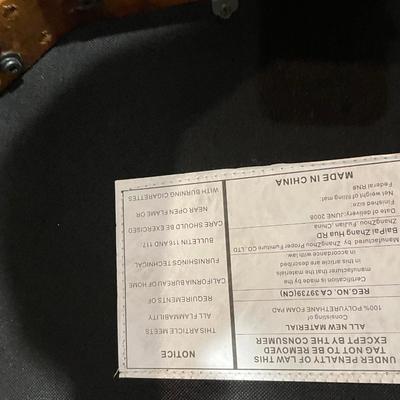 UNDER PENALTY OF LAW THIS
TAG NOT TO BE REMOVED
EXCEPT BY THE CONSUMER
ALL NEW MATERIAL
Consisting of
100% POLYURETHANE FOAM PAD
REG.NO. CA 39739(CN)
Certification is made by the
manufacturer that the materials
in this article are described
in accordance with law.
Manufactured by: ZhangZhou Proper Furniture CO.,LTD
BaiPai Zhang Hua RD
ZhangZhou, FuJian, China
Date of delivery: JUNE 2008
Finished size:
Net weight of filling mat:
Federal RN#
MADE IN CHINA
NOTICE
THIS ARTICLE MEETS
ALL FLAMMABILITY
REQUIREMENTS OF
CALIFORNIA BUREAU OF HOME
FURNISHINGS TECHNICAL
BULLETIN 116 AND 117.
CARE SHOULD BE EXERCISED
NEAR OPEN FLAME OR
WITH BURNING CIGARETTES